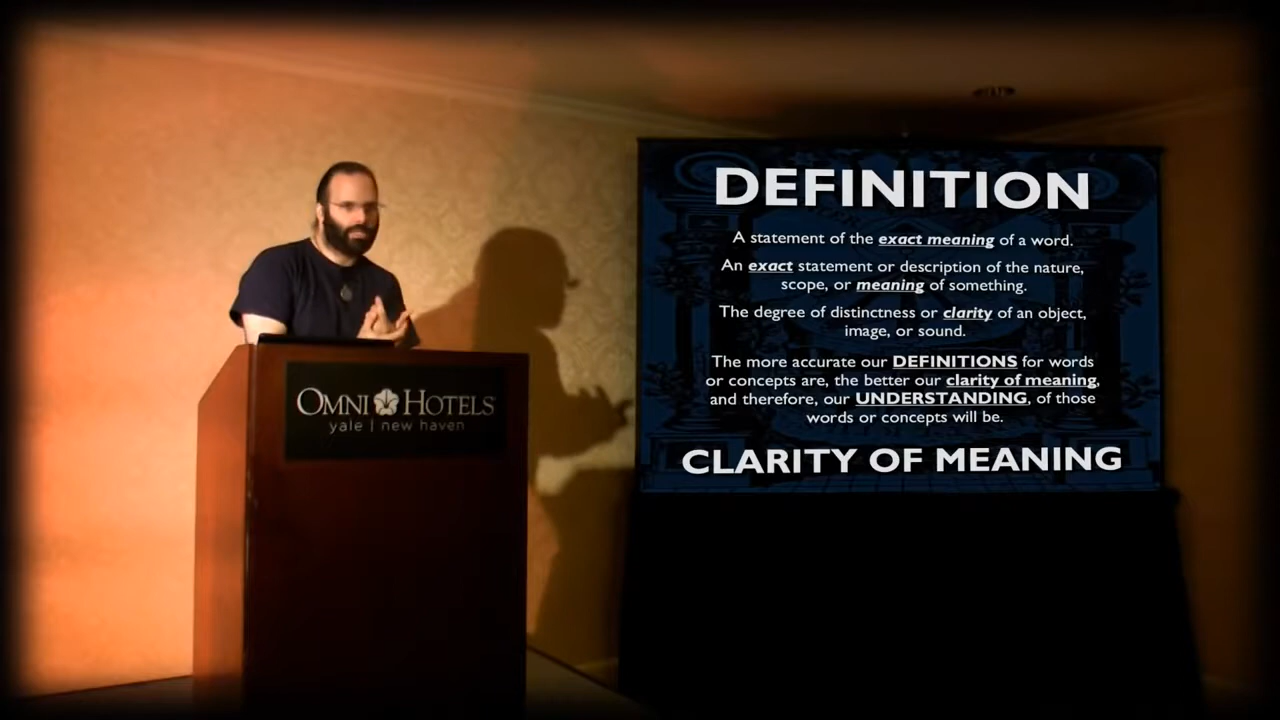 OMNI HOTELS
yale | new haven
DEFINITION
A statement of the exact meaning of a word.
An exact statement or description of the nature,
scope, or meaning of something.
The degree of distinctness or clarity of an object,
image, or sound.
The more accurate our DEFINITIONS for words
or concepts are, the better our clarity of meaning,
and therefore, our UNDERSTANDING, of those
words or concepts will be.
CLARITY OF MEANING